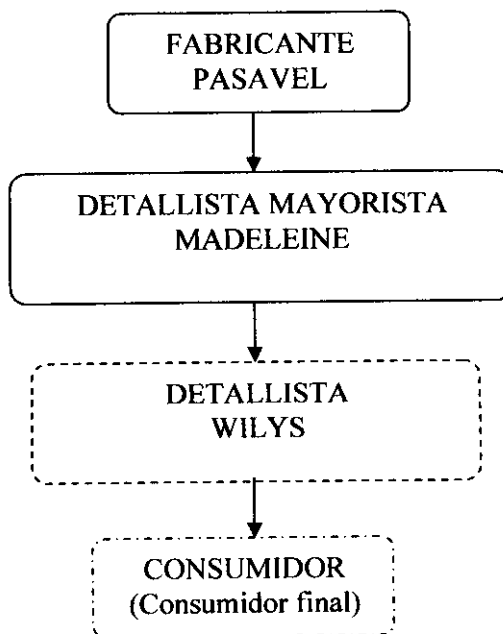 FABRICANTE
PASAVEL
DETALLISTA MAYORISTA
MADELEINE
DETALLISTA
WILYS
CONSUMIDOR
(Consumidor final)